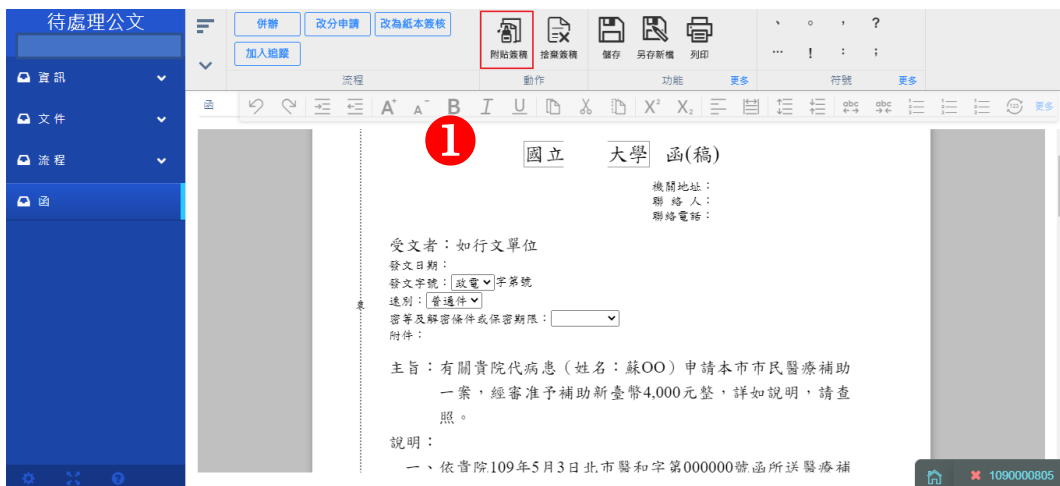 待處理公文
資訊
文件
流程
函
併辦 改分申請 改為紙本簽核
加入追蹤
流程
附貼簽稿 捨棄簽稿
動作
儲存 另存新檔 列印
功能 更多
、 。 , ?
… ! : ;
符號 更多
函
A+ A- B I U X² X₂ abc abc 123 更多
1
國立 大學 函(稿)
機關地址：
聯 絡 人：
聯絡電話：
受文者：如行文單位
發文日期：
發文字號：政電字第號
速別：普通件
密等及解密條件或保密期限：
附件：
裝
主旨：有關貴院代病患（姓名：蘇OO）申請本市市民醫療補助
一案，經審准予補助新臺幣4,000元整，詳如說明，請查
照。
說明：
一、依貴院109年5月3日北市醫和字第000000號函所送醫療補
1090000805